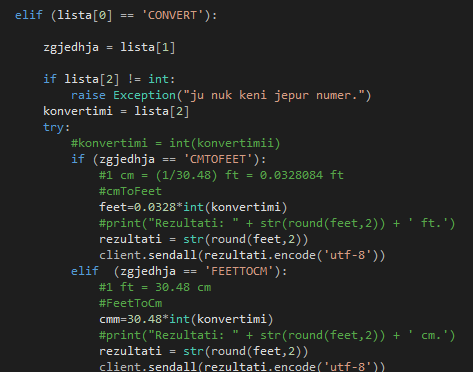 elif (lista[0] == 'CONVERT'):
zgjedhja = lista[1]
if lista[2] != int:
raise Exception("ju nuk keni jepur numer.")
konvertimi = lista[2]
try:
#konvertimi = int(konvertimii)
if (zgjedhja == 'CMTOFEET'):
#1 cm = (1/30.48) ft = 0.0328084 ft
#cmToFeet
feet=0.0328*int(konvertimi)
#print("Rezultati: " + str(round(feet,2)) + ' ft.')
rezultati = str(round(feet,2))
client.sendall(rezultati.encode('utf-8'))
elif  (zgjedhja == 'FEETTOCM'):
#1 ft = 30.48 cm
#FeetToCm
cmm=30.48*int(konvertimi)
#print("Rezultati: " + str(round(feet,2)) + ' cm.')
rezultati = str(round(feet,2))
client.sendall(rezultati.encode('utf-8'))